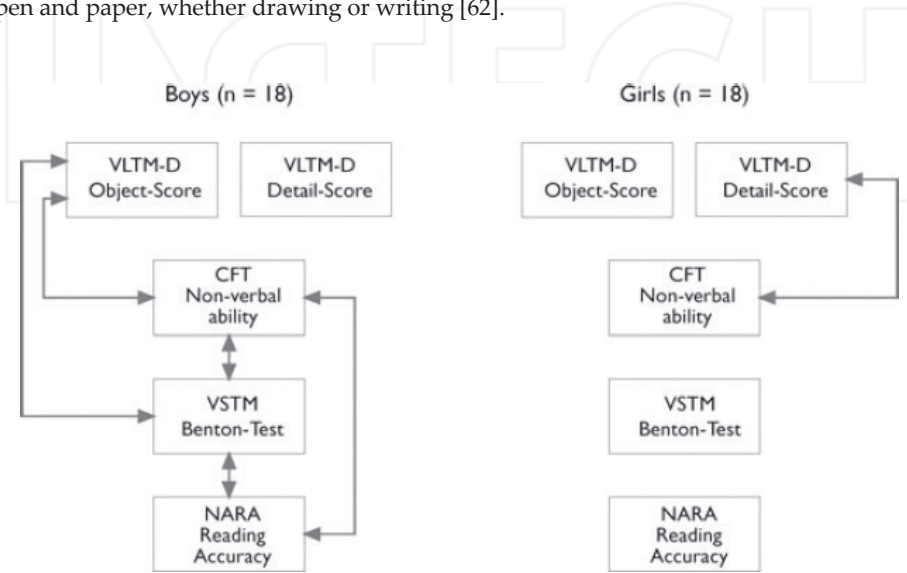 pen and paper, whether drawing or writing [62].
Boys (n = 18)
VLTM-D
Object-Score
VLTM-D
Detail-Score
CFT
Non-verbal
ability
VSTM
Benton-Test
NARA
Reading
Accuracy
Girls (n = 18)
VLTM-D
Object-Score
VLTM-D
Detail-Score
CFT
Non-verbal
ability
VSTM
Benton-Test
NARA
Reading
Accuracy